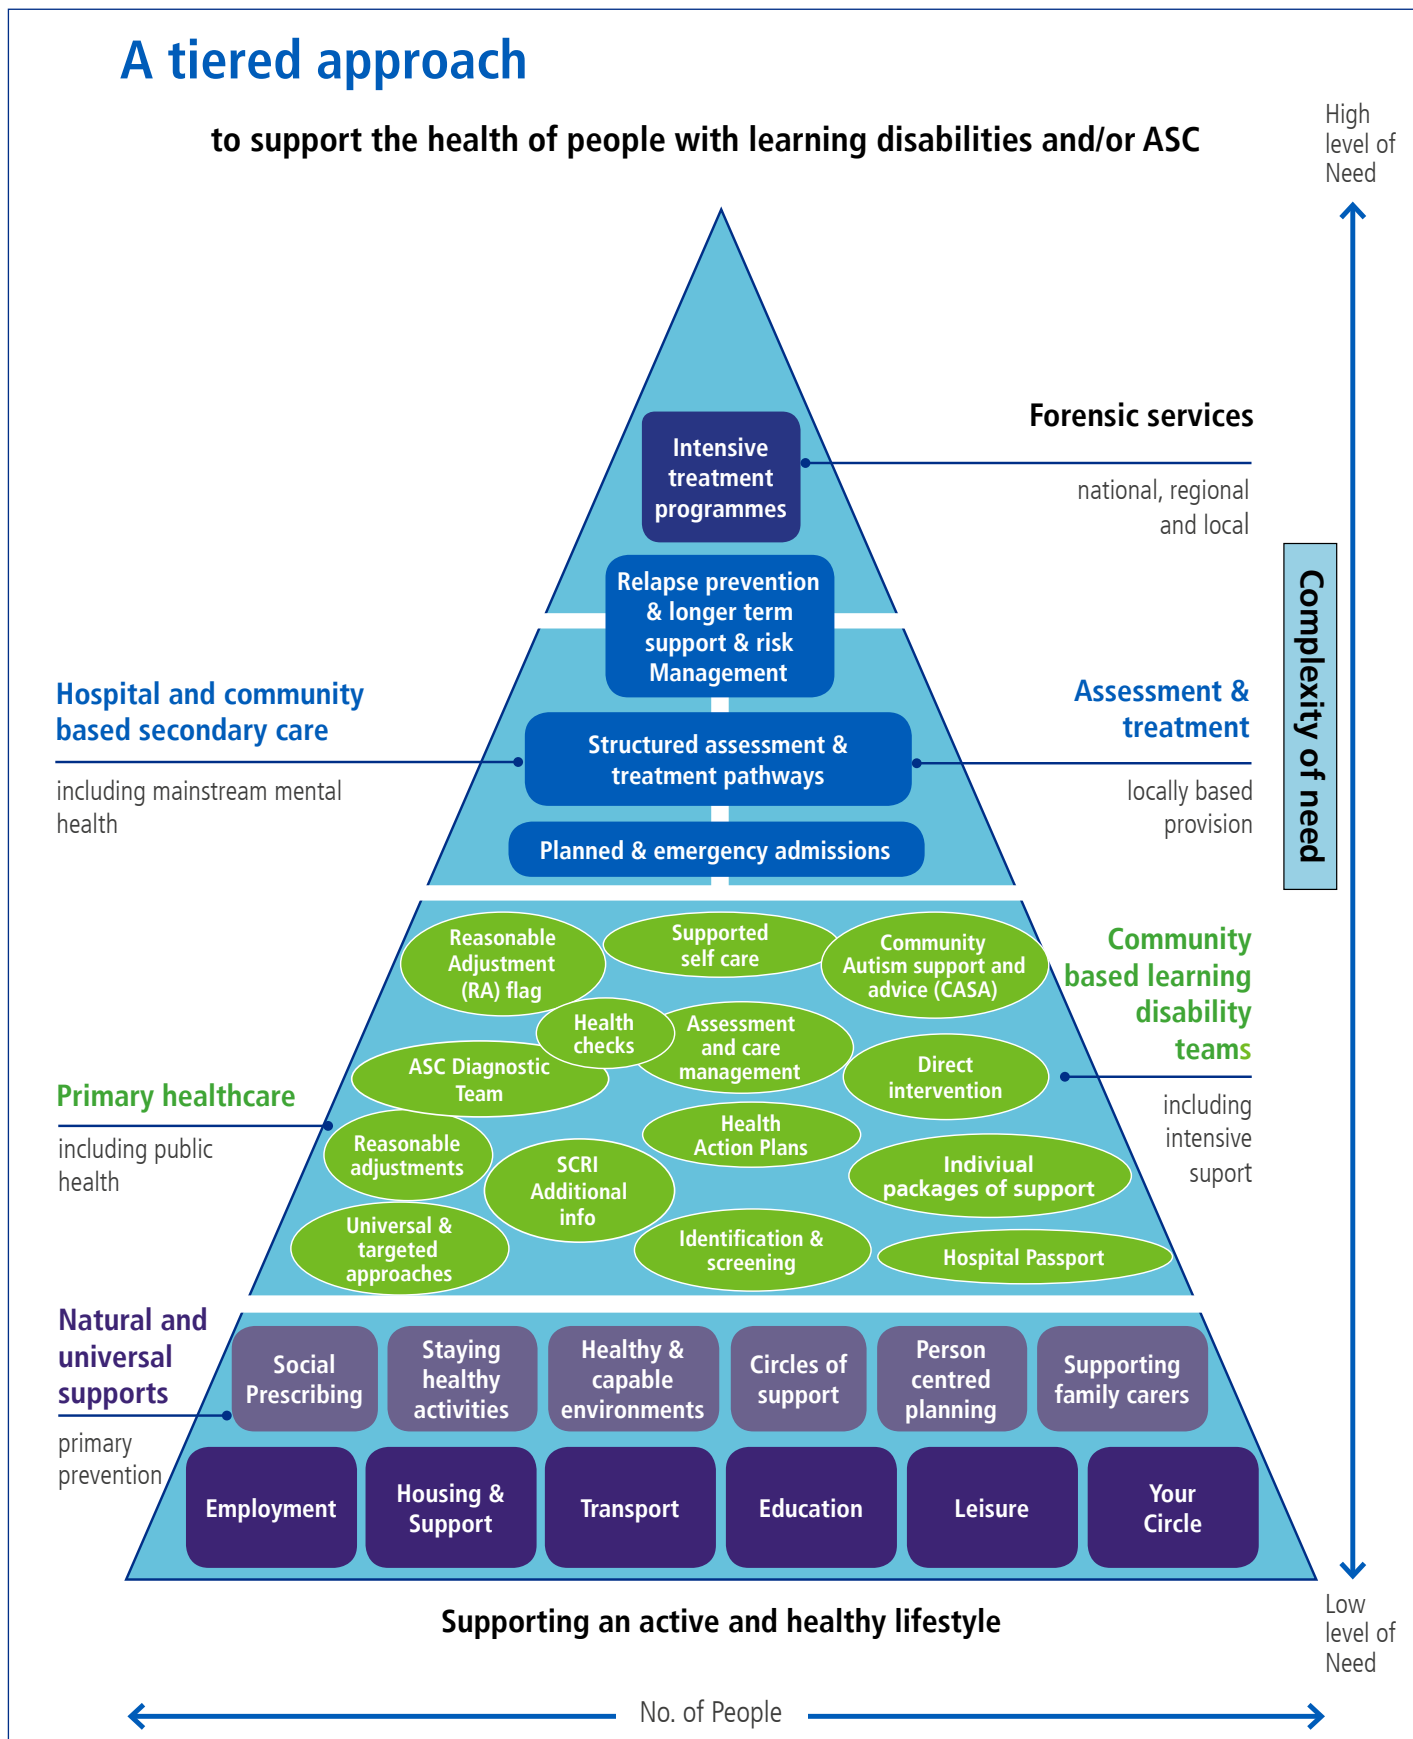 A tiered approach
to support the health of people with learning disabilities and/or ASC
High
level of
Need
Forensic services
national, regional
and local
Intensive
treatment
programmes
Relapse prevention
& longer term
support & risk
Management
Complexity of need
Hospital and community
based secondary care
including mainstream mental
health
Structured assessment &
treatment pathways
Assessment &
treatment
locally based
provision
Planned & emergency admissions
Reasonable
Adjustment
(RA) flag
Supported
self care
Community
Autism support and
advice (CASA)
Community
based learning
disability
teams
including
intensive
suport
Health
checks
Assessment
and care
management
ASC Diagnostic
Team
Direct
intervention
Primary healthcare
including public
health
Reasonable
adjustments
Health
Action Plans
SCRI
Additional
info
Indiviual
packages of support
Universal &
targeted
approaches
Identification &
screening
Hospital Passport
Natural and
universal
supports
primary
prevention
Social
Prescribing
Staying
healthy
activities
Healthy &
capable
environments
Circles of
support
Person
centred
planning
Supporting
family carers
Employment
Housing &
Support
Transport
Education
Leisure
Your
Circle
Supporting an active and healthy lifestyle
Low
level of
Need
No. of People